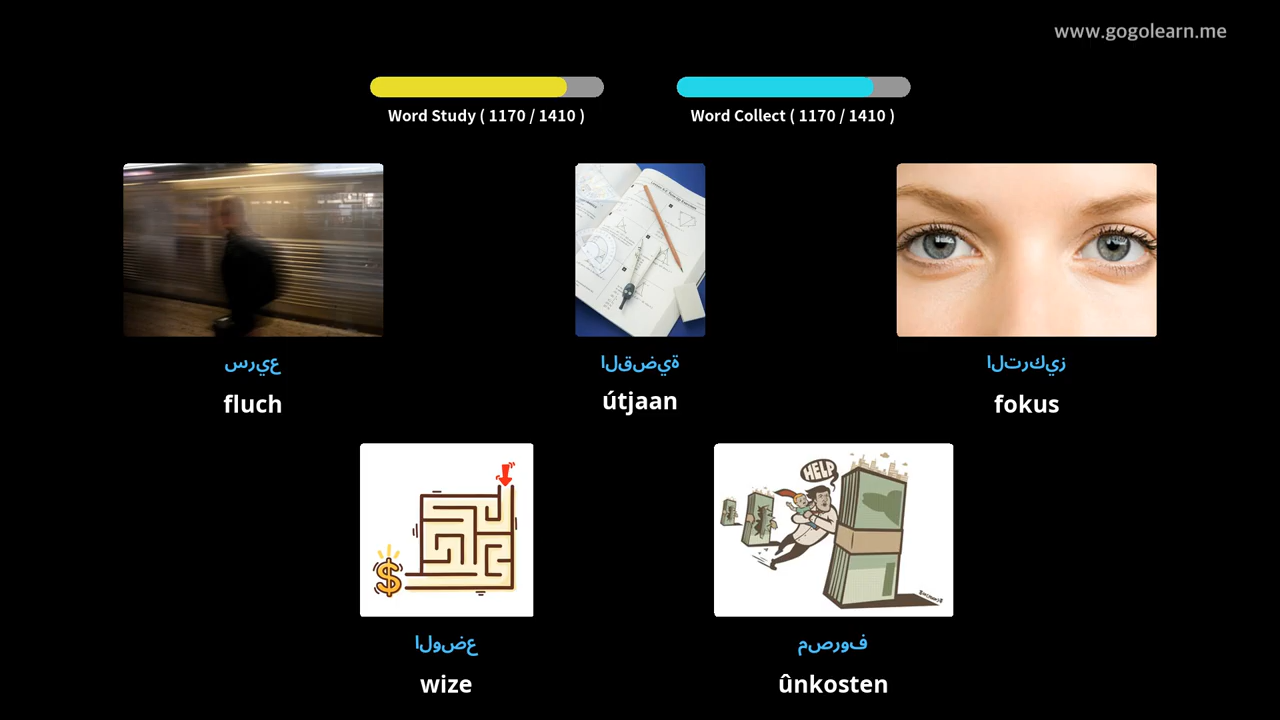 www.gogolearn.me
Word Study ( 1170 / 1410 )
Word Collect ( 1170 / 1410 )
سريع
القضية
التركيز
fluch
útjaan
fokus
HELP
الوضع
مصروف
wize
ûnkosten